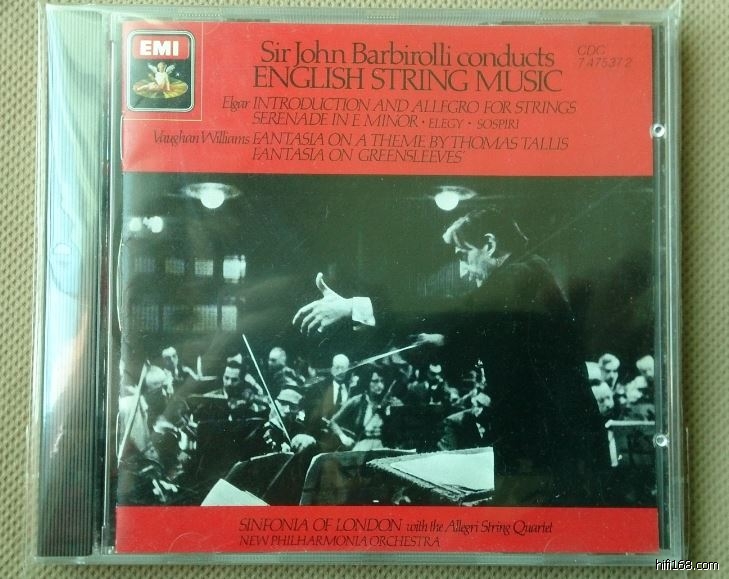 EMI
Sir John Barbirolli conducts
ENGLISH STRING MUSIC
CDC
7 47537 2
Elgar INTRODUCTION AND ALLEGRO FOR STRINGS
SERENADE IN E MINOR · ELEGY · SOSPIRI
Vaughan Williams FANTASIA ON A THEME BY THOMAS TALLIS
FANTASIA ON 'GREENSLEEVES'
SINFONIA OF LONDON with the Allegri String Quartet
NEW PHILHARMONIA ORCHESTRA
hifi168.com